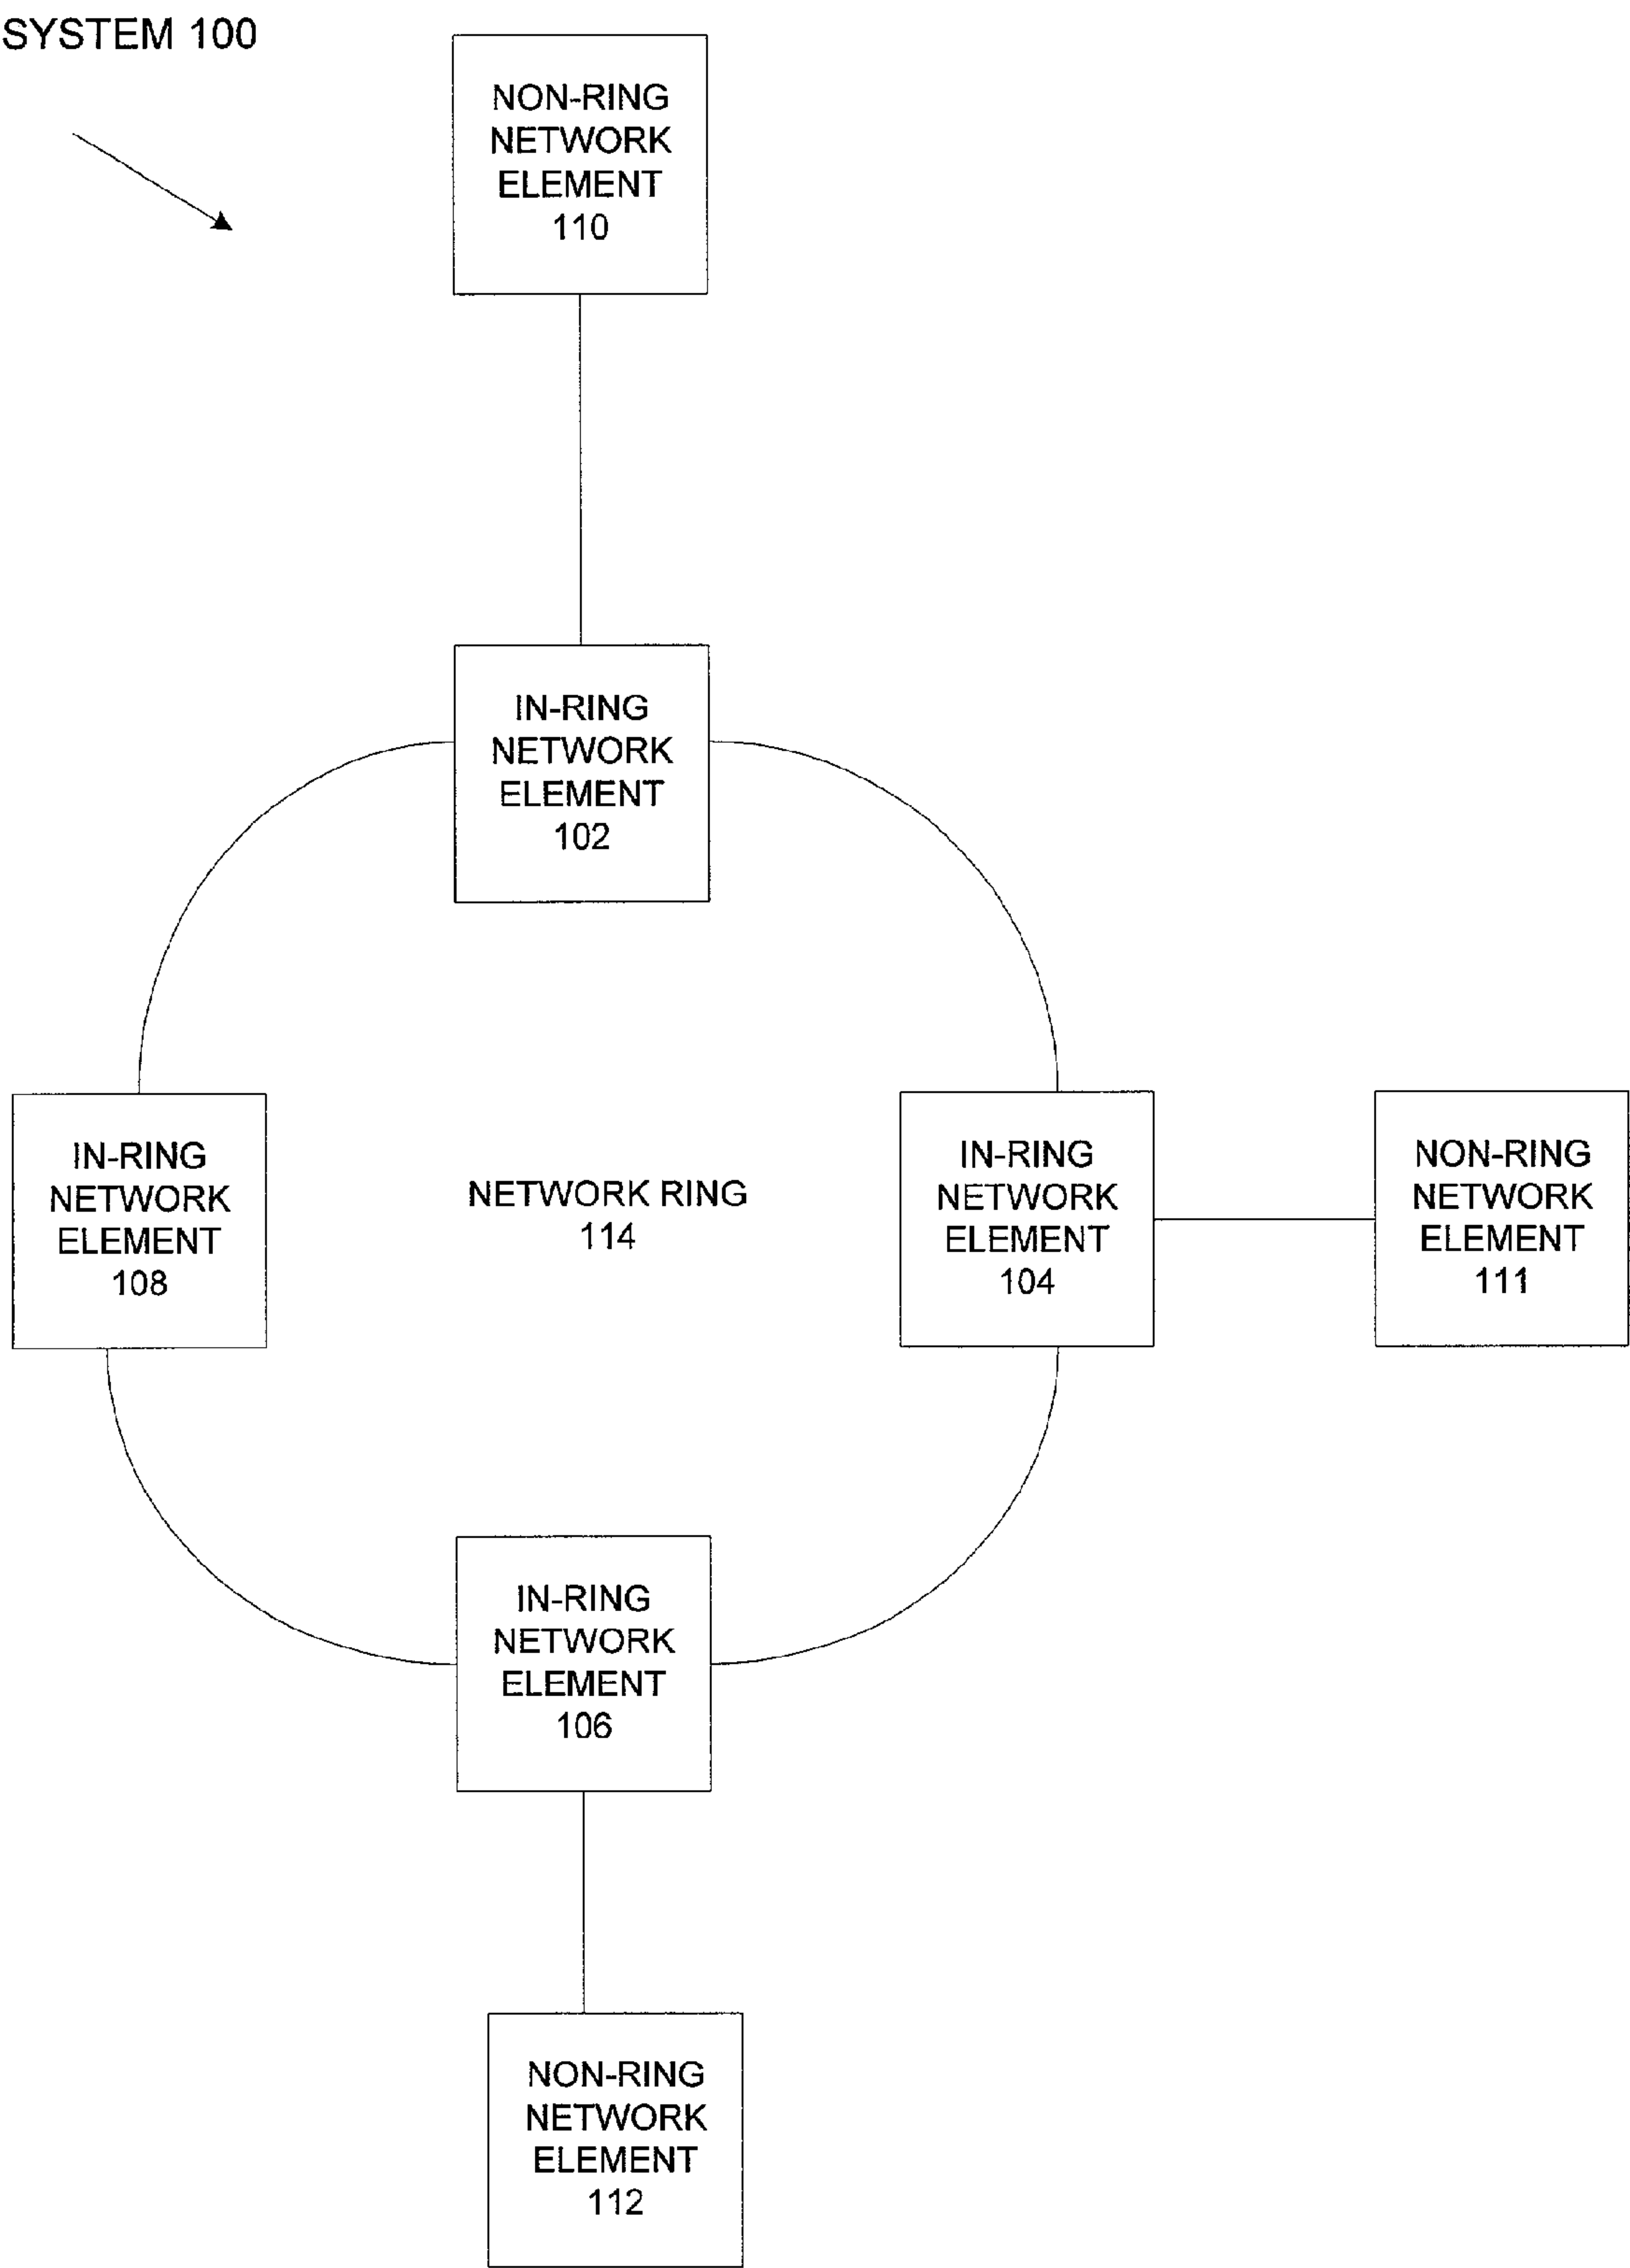 SYSTEM 100
NON-RING
NETWORK
ELEMENT
110
IN-RING
NETWORK
ELEMENT
102
IN-RING
NETWORK
ELEMENT
108
NETWORK RING
114
IN-RING
NETWORK
ELEMENT
104
NON-RING
NETWORK
ELEMENT
111
IN-RING
NETWORK
ELEMENT
106
NON-RING
NETWORK
ELEMENT
112